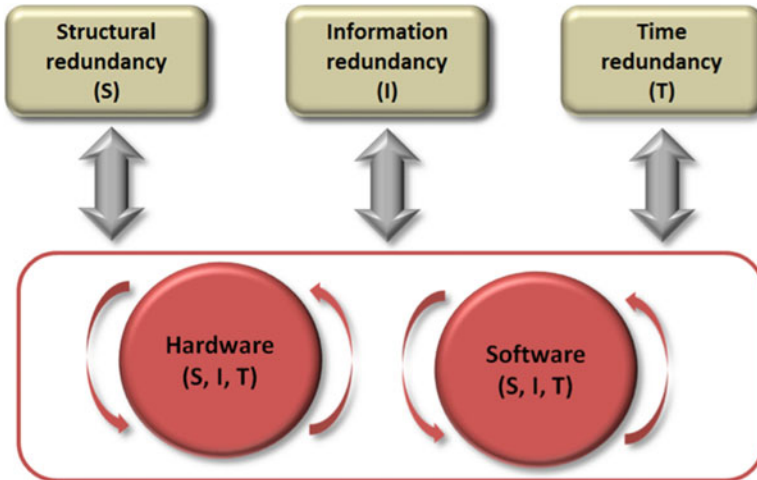 Structural
redundancy
(S)
Information
redundancy
(I)
Time
redundancy
(T)
Hardware
(S, I, T)
Software
(S, I, T)